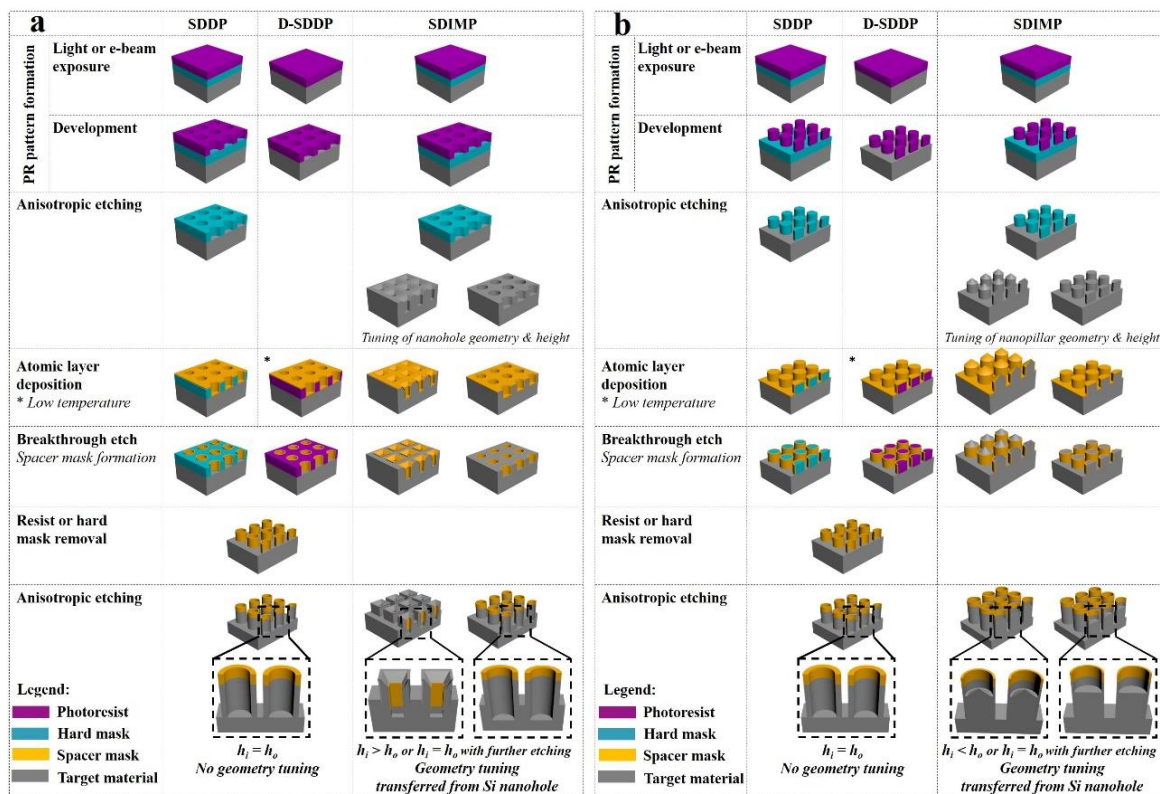 a
SDDP
D-SDDP
SDIMP
PR pattern formation
Light or e-beam
exposure
Development
Anisotropic etching
Tuning of nanohole geometry & height
Atomic layer
deposition
* Low temperature
*
Breakthrough etch
Spacer mask formation
Resist or hard
mask removal
Anisotropic etching
Legend:
Photoresist
Hard mask
Spacer mask
Target material
hi = ho
No geometry tuning
hi > ho or hi = ho with further etching
Geometry tuning
transferred from Si nanohole
b
SDDP
D-SDDP
SDIMP
PR pattern formation
Light or e-beam
exposure
Development
Anisotropic etching
Tuning of nanopillar geometry & height
Atomic layer
deposition
* Low temperature
*
Breakthrough etch
Spacer mask formation
Resist or hard
mask removal
Anisotropic etching
Legend:
Photoresist
Hard mask
Spacer mask
Target material
hi = ho
No geometry tuning
hi < ho or hi = ho with further etching
Geometry tuning
transferred from Si nanohole